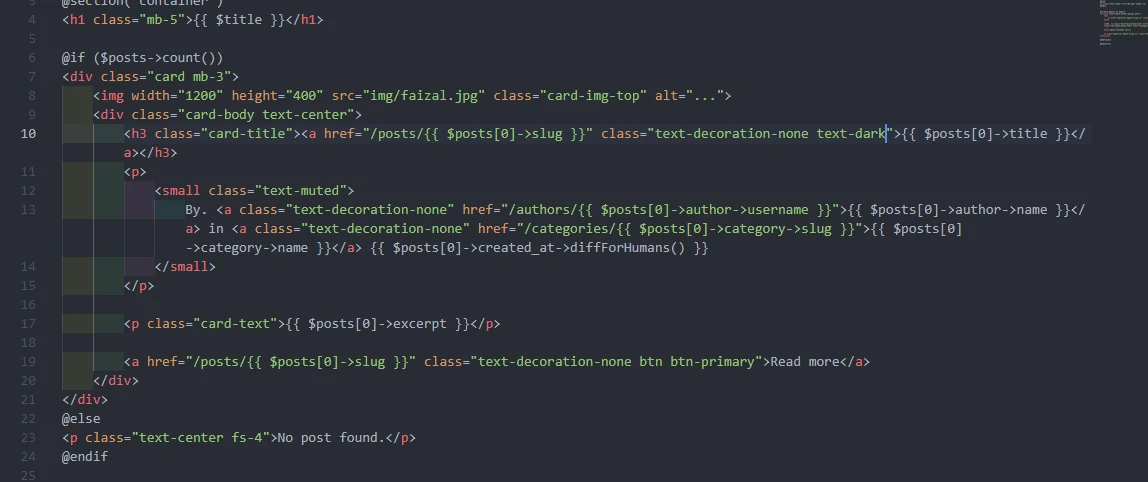 3 @section('container')
4 <h1 class="mb-5">{{ $title }}</h1>
5
6 @if ($posts->count())
7 <div class="card mb-3">
8 <img width="1200" height="400" src="img/faizal.jpg" class="card-img-top" alt="...">
9 <div class="card-body text-center">
10 <h3 class="card-title"><a href="/posts/{{ $posts[0]->slug }}" class="text-decoration-none text-dark">{{ $posts[0]->title }}</
a></h3>
11 <p>
12 <small class="text-muted">
13 By. <a class="text-decoration-none" href="/authors/{{ $posts[0]->author->username }}">{{ $posts[0]->author->name }}</
a> in <a class="text-decoration-none" href="/categories/{{ $posts[0]->category->slug }}">{{ $posts[0]
->category->name }}</a> {{ $posts[0]->created_at->diffForHumans() }}
14 </small>
15 </p>
16
17 <p class="card-text">{{ $posts[0]->excerpt }}</p>
18
19 <a href="/posts/{{ $posts[0]->slug }}" class="text-decoration-none btn btn-primary">Read more</a>
20 </div>
21 </div>
22 @else
23 <p class="text-center fs-4">No post found.</p>
24 @endif
25